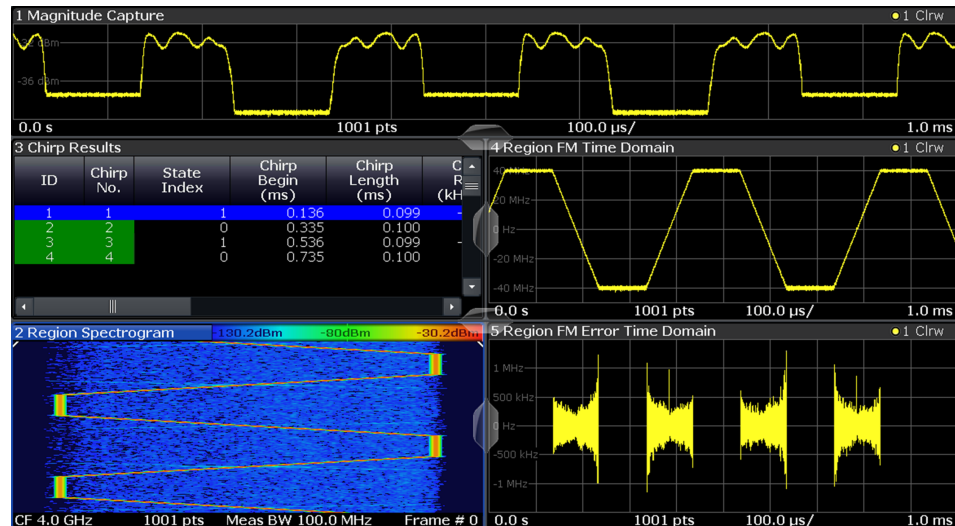 1 Magnitude Capture
1 Clrw
-36 dBm
0.0 s 1001 pts 100.0 µs/ 1.0 ms
3 Chirp Results
ID Chirp No. State Index Chirp Begin (ms) Chirp Length (ms)
1 1 1 0.136 0.099 -
2 2 0 0.335 0.100
3 3 1 0.536 0.099 -
4 4 0 0.735 0.100
4 Region FM Time Domain
1 Clrw
20 MHz
0 Hz
-20 MHz
-40 MHz
0.0 s 1001 pts 100.0 µs/ 1.0 ms
2 Region Spectrogram
-130.2dBm -80dBm -30.2dBm
CF 4.0 GHz 1001 pts Meas BW 100.0 MHz Frame # 0
5 Region FM Error Time Domain
1 Clrw
1 MHz
500 kHz
0 Hz
-500 kHz
-1 MHz
0.0 s 1001 pts 100.0 µs/ 1.0 ms